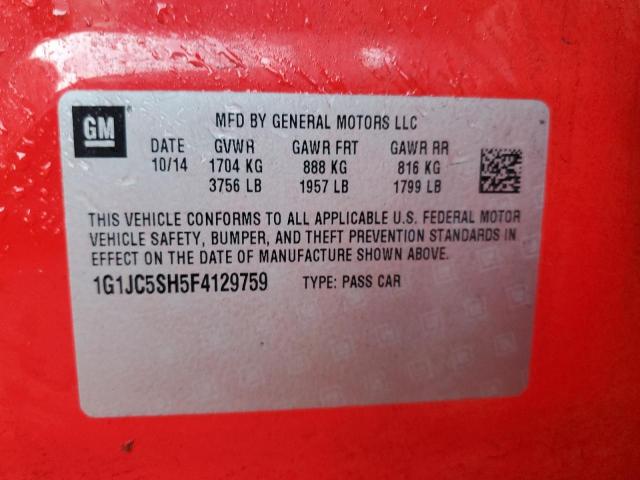 GM
MFD BY GENERAL MOTORS LLC
DATE GVWR GAWR FRT GAWR RR
10/14 1704 KG 888 KG 816 KG
3756 LB 1957 LB 1799 LB
THIS VEHICLE CONFORMS TO ALL APPLICABLE U.S. FEDERAL MOTOR
VEHICLE SAFETY, BUMPER, AND THEFT PREVENTION STANDARDS IN
EFFECT ON THE DATE OF MANUFACTURE SHOWN ABOVE.
1G1JC5SH5F4129759 TYPE: PASS CAR